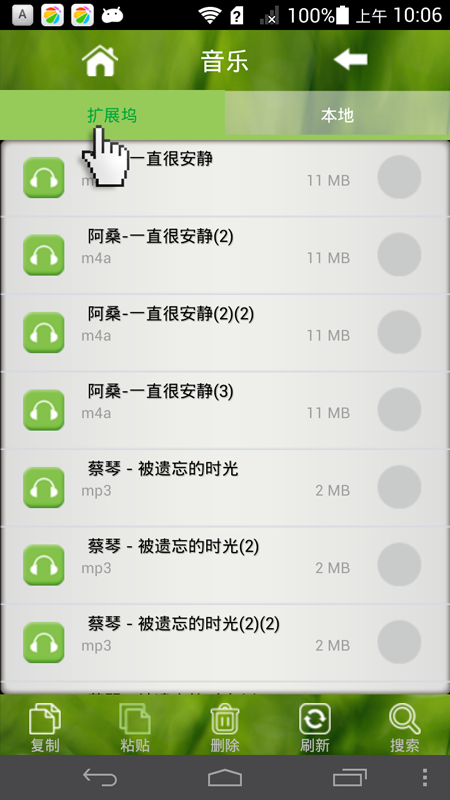 A 100% 上午 10:06
音乐
扩展坞 本地
一直很安静
m 11 MB
阿桑-一直很安静(2)
m4a 11 MB
阿桑-一直很安静(2)(2)
m4a 11 MB
阿桑-一直很安静(3)
m4a 11 MB
蔡琴 - 被遗忘的时光
mp3 2 MB
蔡琴 - 被遗忘的时光(2)
mp3 2 MB
蔡琴 - 被遗忘的时光(2)(2)
mp3 2 MB
复制 粘贴 删除 刷新 搜索